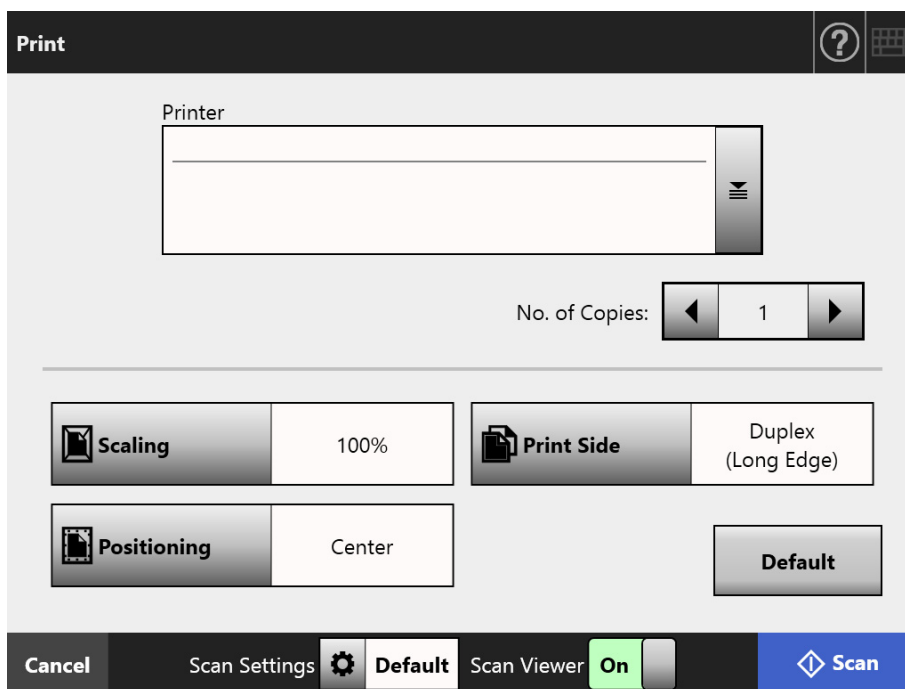 Print
?
Printer
No. of Copies: 1
Scaling 100%
Print Side Duplex
(Long Edge)
Positioning Center
Default
Cancel Scan Settings Default Scan Viewer On Scan